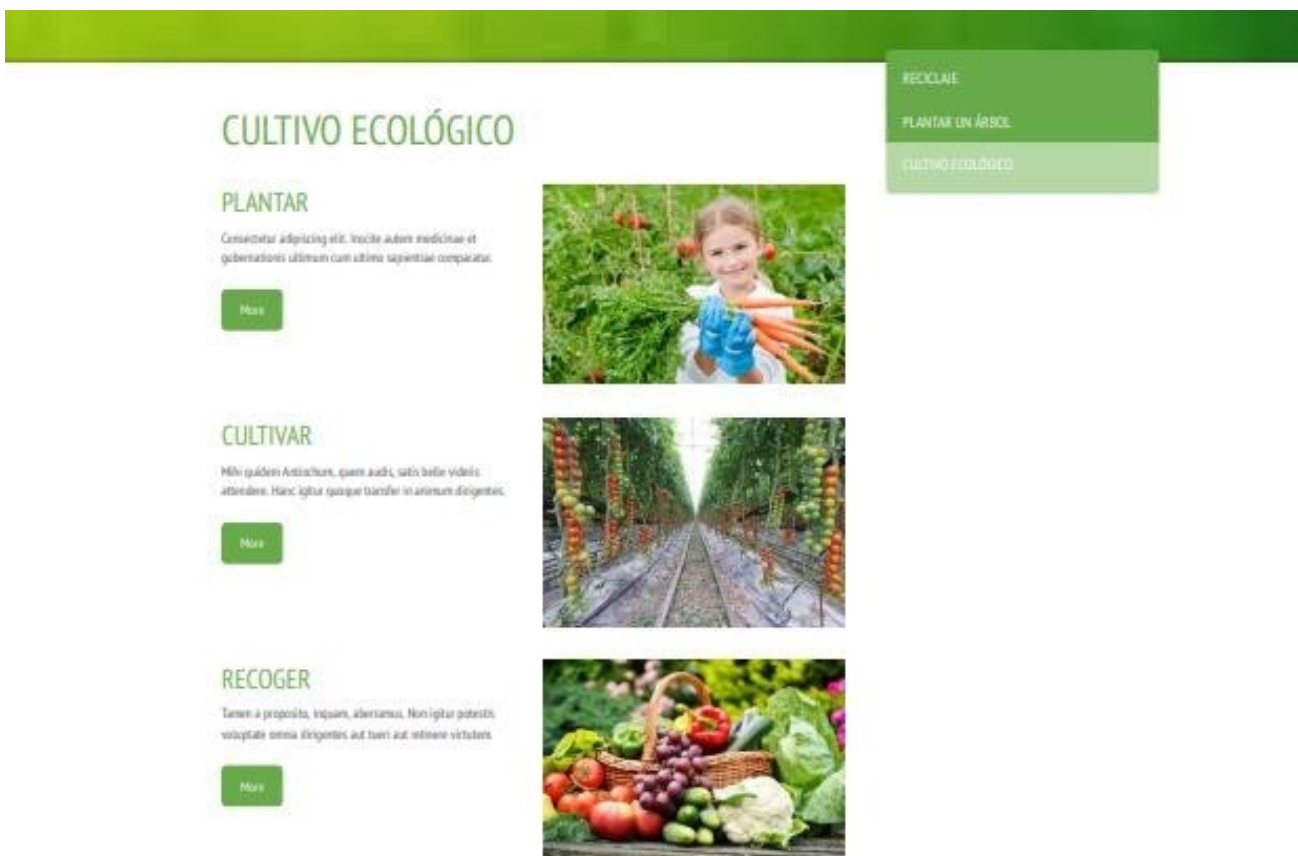 RECICLAJE
PLANTAR UN ÁRBOL
CULTIVO ECOLÓGICO
CULTIVO ECOLÓGICO
PLANTAR
Consectetur adipiscing elit. Inscite autem medicinae et
gubernationis ultimum cum ultimo sapientiae comparatur.
More
CULTIVAR
Mihi quidem Antiochum, quem audis, satis belle videris
attendere. Hanc igitur quoque transfer in animum dirigentes.
More
RECOGER
Tamen a proposito, inquam, aberramus. Non igitur potestis
voluptate omnia dirigentes aut tueri aut retinere virtutem
More